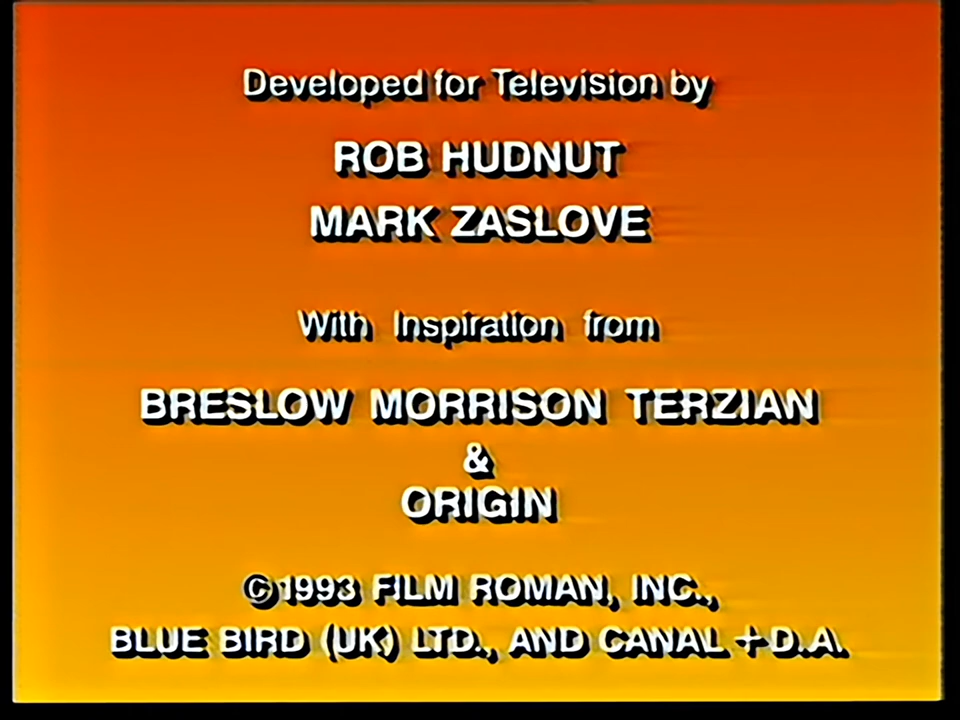 Developed for Television by
ROB HUDNUT
MARK ZASLOVE
With Inspiration from
BRESLOW MORRISON TERZIAN
&
ORIGIN
©1993 FILM ROMAN, INC.,
BLUE BIRD (UK) LTD., AND CANAL + D.A.